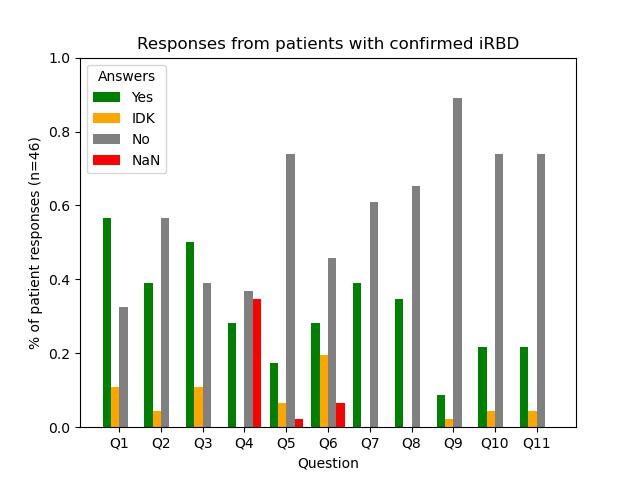 Responses from patients with confirmed iRBD
1.0
0.8
0.6
0.4
0.2
0.0
% of patient responses (n=46)
Answers
Yes
IDK
No
NaN
Q1 Q2 Q3 Q4 Q5 Q6 Q7 Q8 Q9 Q10 Q11
Question